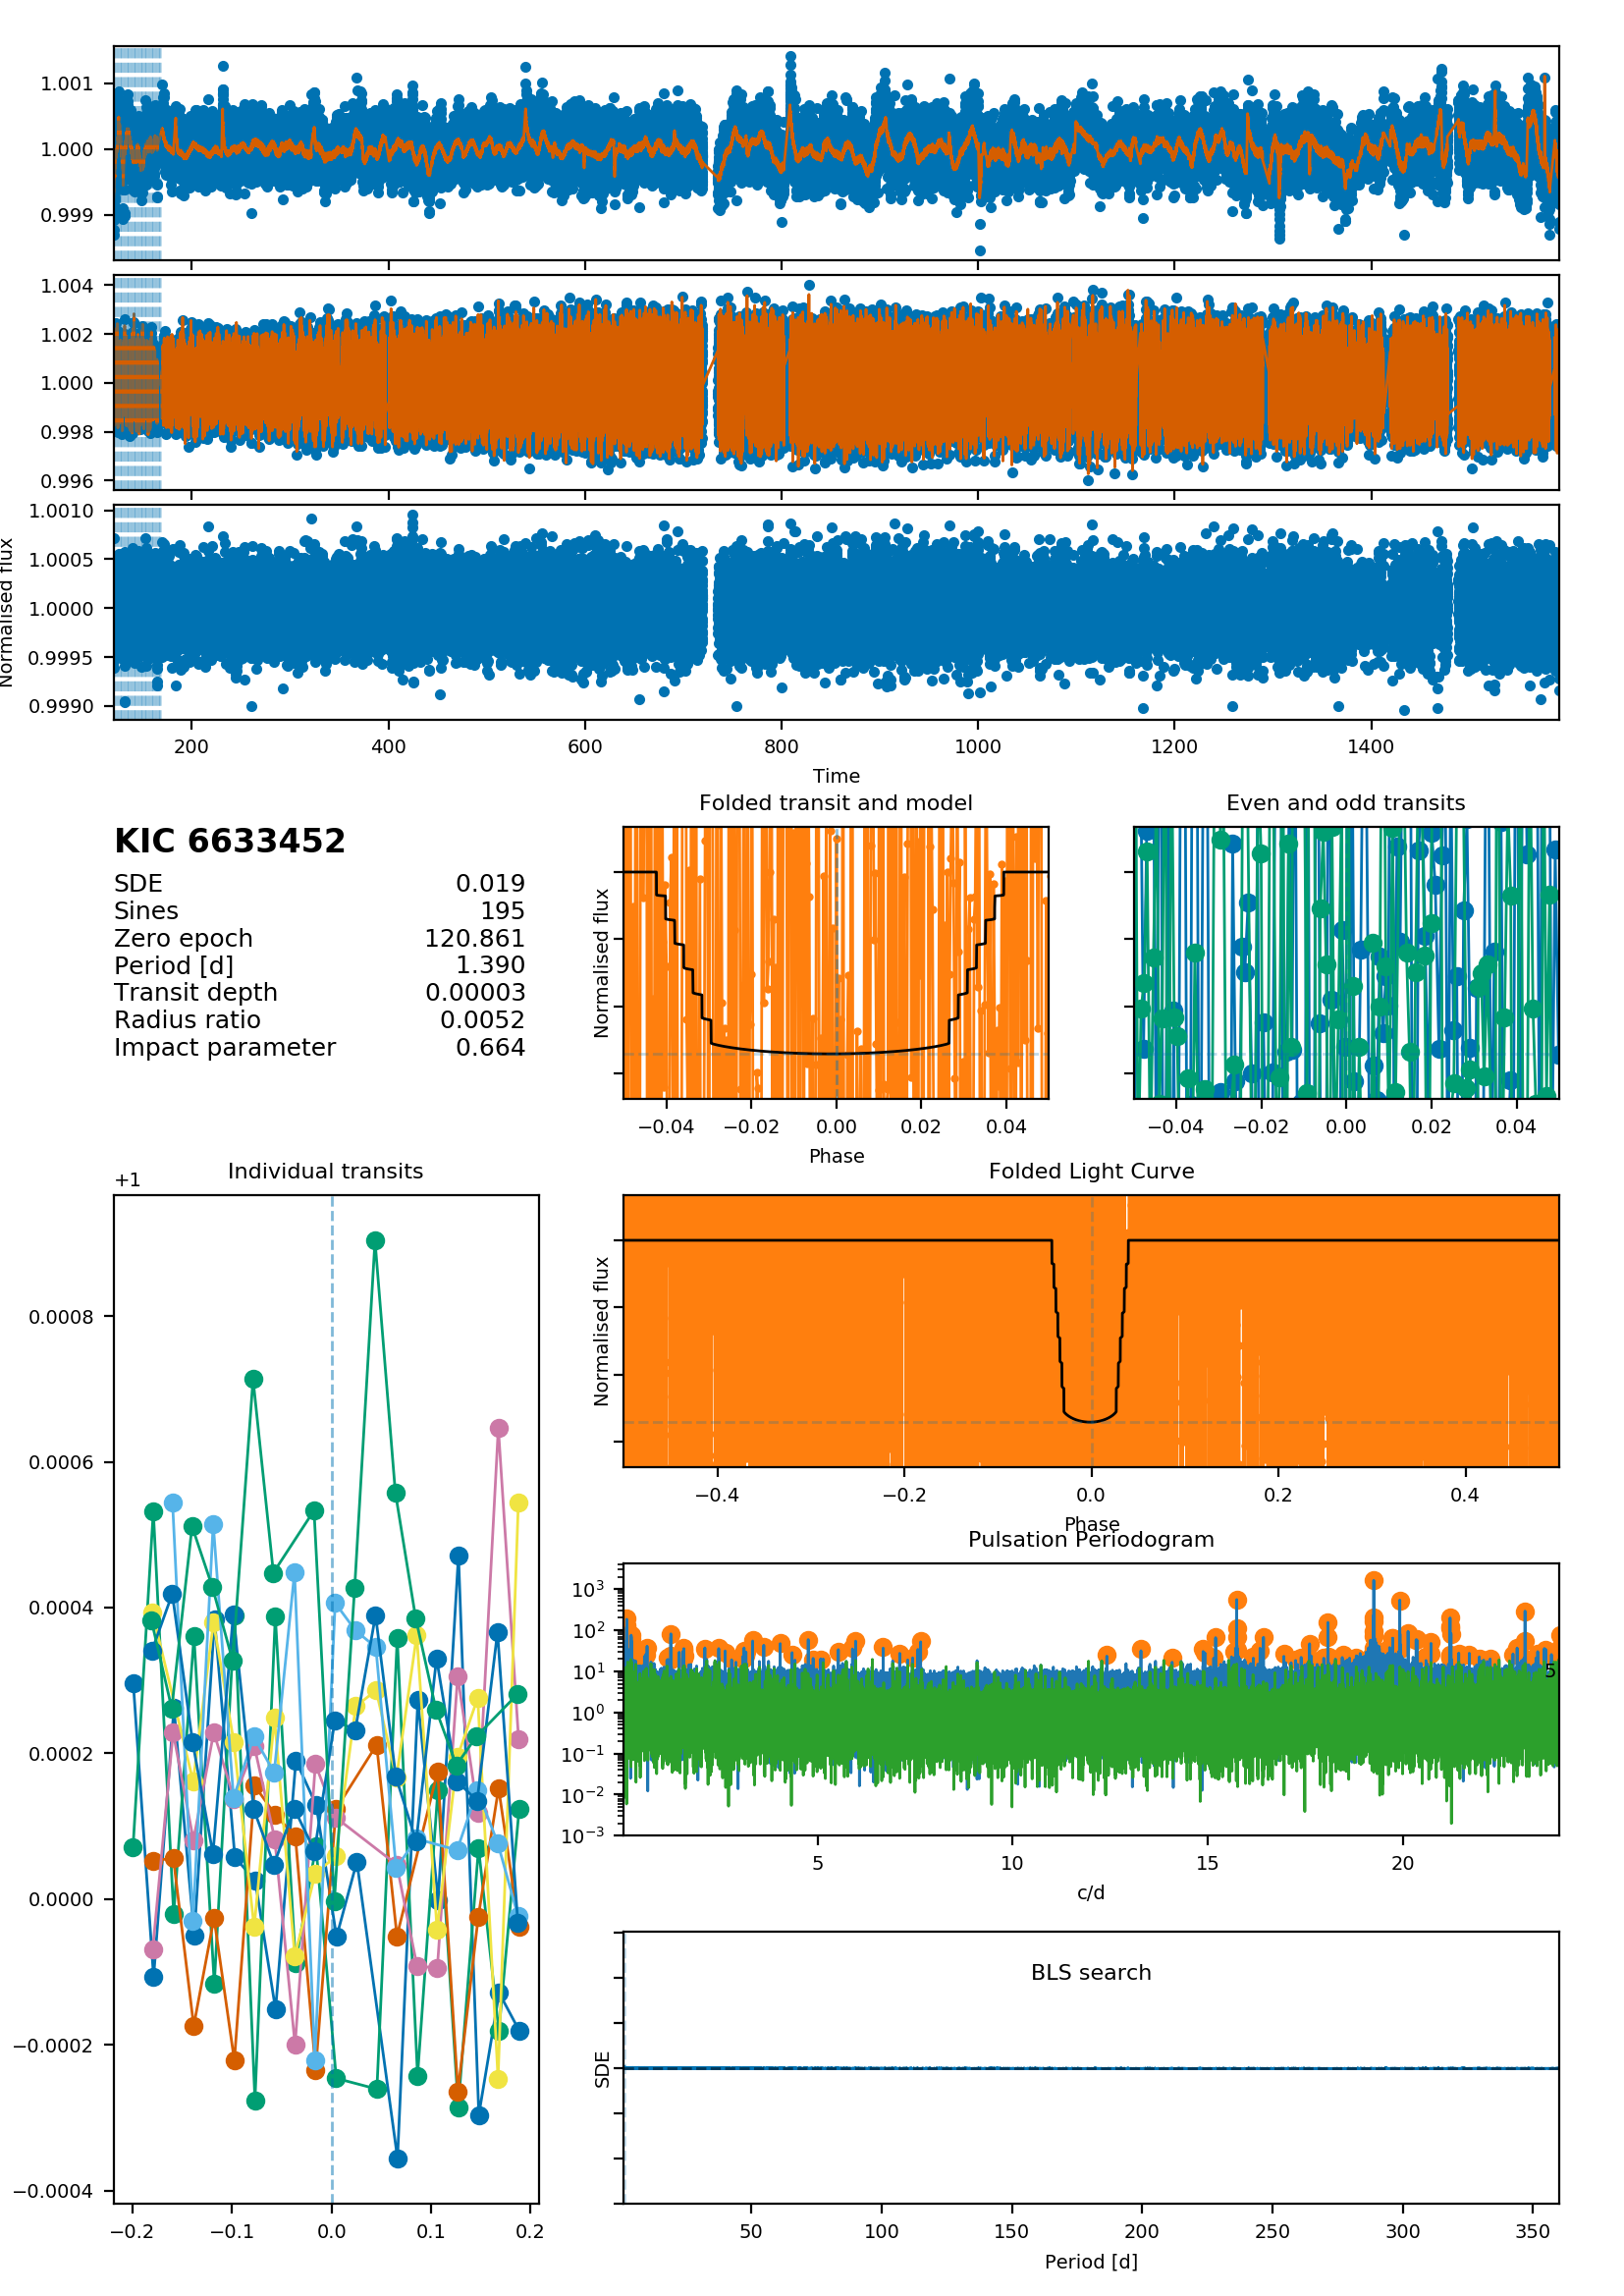 1.001
1.000
0.999
1.004
1.002
1.000
0.998
0.996
1.0010
1.0005
1.0000
0.9995
0.9990
Normalised flux
200 400 600 800 1000 1200 1400
Time
KIC 6633452
SDE 0.019
Sines 195
Zero epoch 120.861
Period [d] 1.390
Transit depth 0.00003
Radius ratio 0.0052
Impact parameter 0.664
Folded transit and model
Normalised flux
−0.04 −0.02 0.00 0.02 0.04
Phase
Even and odd transits
−0.04 −0.02 0.00 0.02 0.04
Individual transits
+1
0.0008
0.0006
0.0004
0.0002
0.0000
−0.0002
−0.0004
−0.2 −0.1 0.0 0.1 0.2
Folded Light Curve
Normalised flux
−0.4 −0.2 0.0 0.2 0.4
Phase
Pulsation Periodogram
10³
10²
10¹
10⁰
10⁻¹
10⁻²
10⁻³
5
5 10 15 20
c/d
BLS search
SDE
50 100 150 200 250 300 350
Period [d]